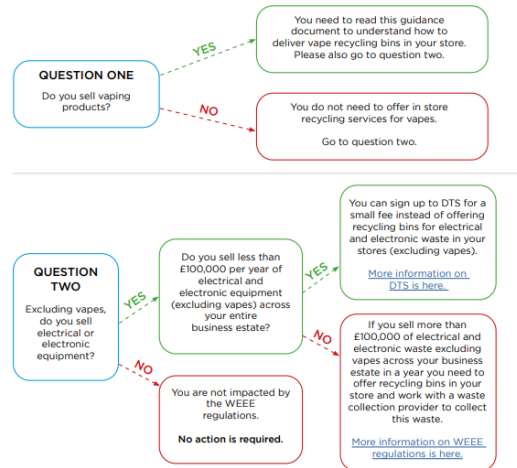 You need to read this guidance
document to understand how to
deliver vape recycling bins in your store.
Please also go to question two.
YES
QUESTION ONE
Do you sell vaping
products?
NO
You do not need to offer in store
recycling services for vapes.
Go to question two.
You can sign up to DTS for a
small fee instead of offering
recycling bins for electrical
and electronic waste in your
stores (excluding vapes).
More information on
DTS is here.
Do you sell less than
£100,000 per year of
electrical and
electronic equipment
(excluding vapes) across
your entire
business estate?
YES
QUESTION
TWO
Excluding vapes,
do you sell
electrical or
electronic
equipment?
YES
NO
If you sell more than
£100,000 of electrical and
electronic waste excluding
vapes across your business
estate in a year you need to
offer recycling bins in your
store and work with a waste
collection provider to collect
this waste.
More information on WEEE
regulations is here.
NO
You are not impacted by
the WEEE
regulations.
No action is required.